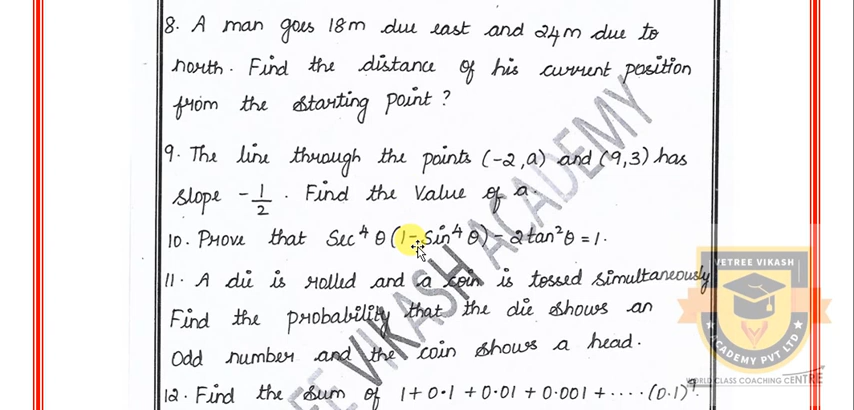 8. A man goes 18m due east and 24m due to
north. Find the distance of his current position
from the starting point?
9. The line through the points (-2,a) and (9,3) has
slope -1/2. Find the Value of a.
10. Prove that Sec⁴ θ (1-Sin⁴ θ) - 2tan²θ = 1.
11. A die is rolled and a coin is tossed simultaneously
Find the probability that the die shows an
Odd number and the coin shows a head.
12. Find the Sum of 1+0.1+0.01+0.001+....(0.1)⁹.
VIKASH ACADEMY
VETREE VIKASH
ACADEMY PVT LTD
WORLD CLASS COACHING CENTRE